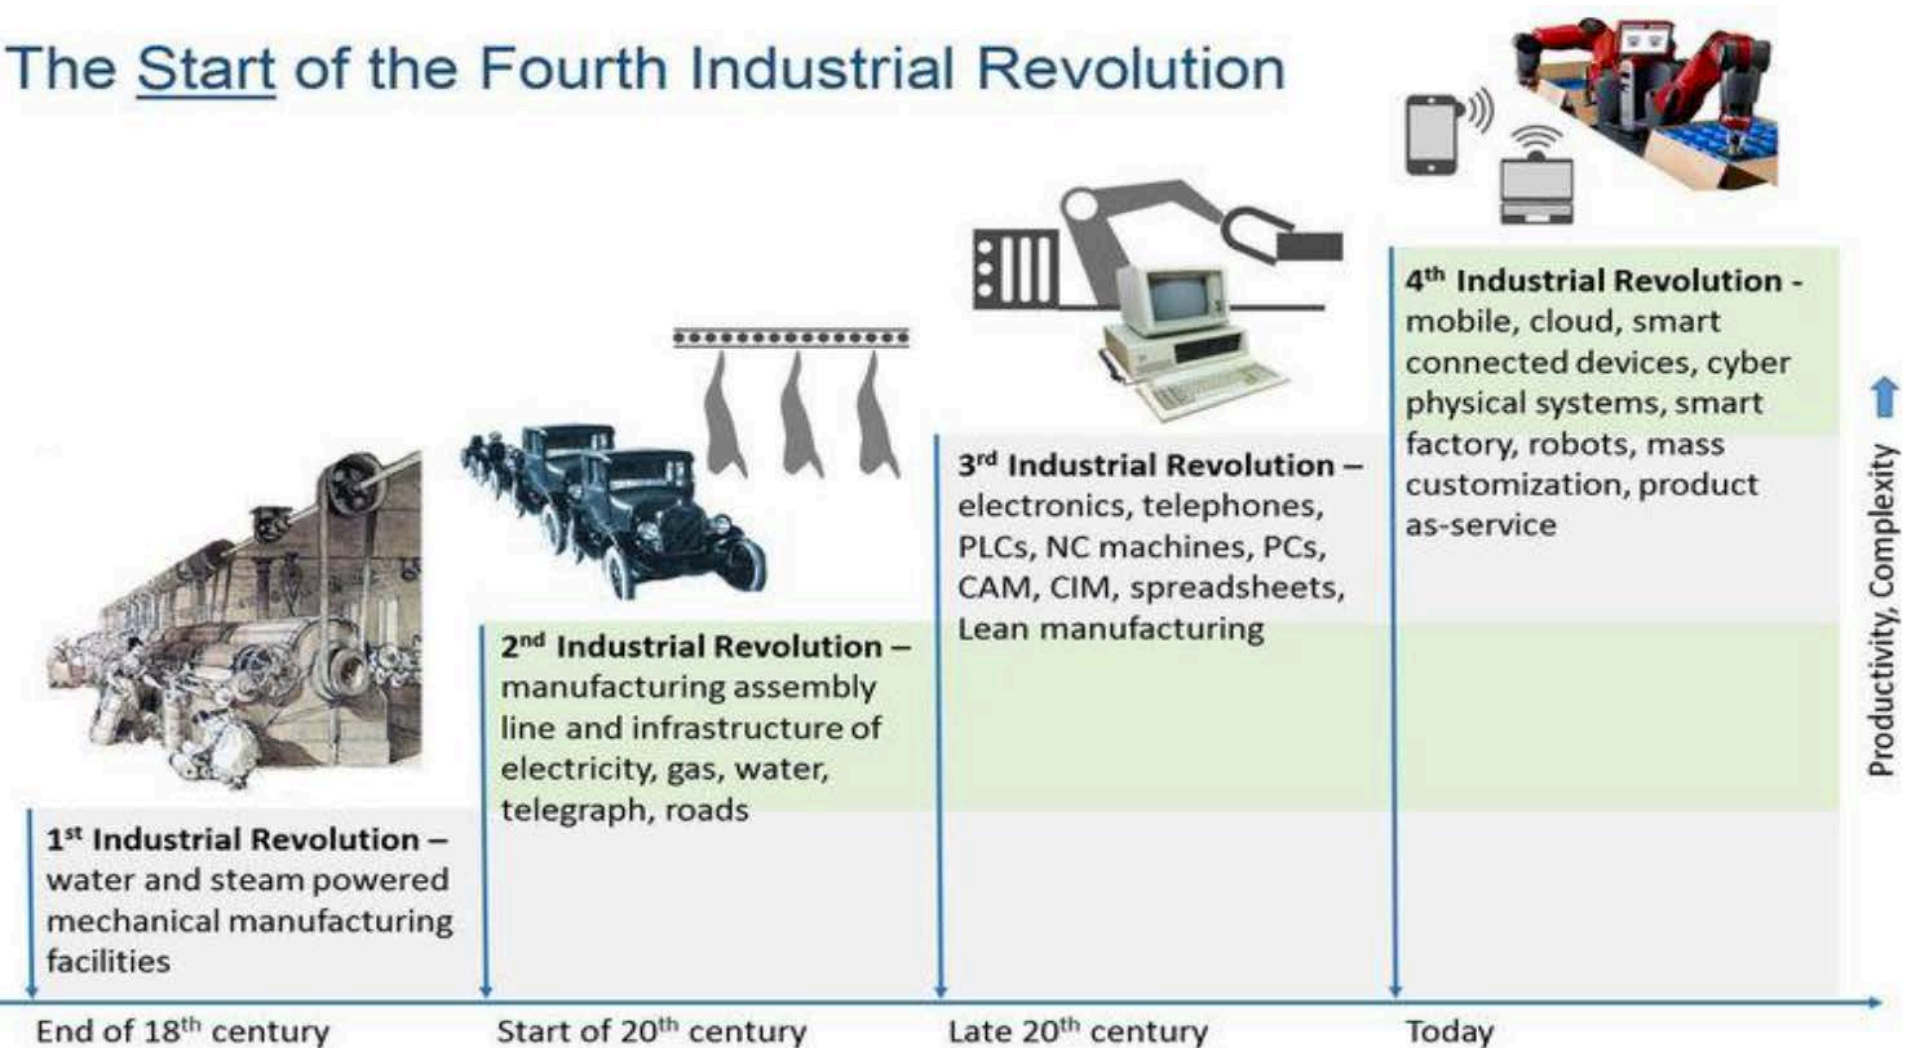 The Start of the Fourth Industrial Revolution
4th Industrial Revolution -
mobile, cloud, smart
connected devices, cyber
physical systems, smart
factory, robots, mass
customization, product
as-service
3rd Industrial Revolution –
electronics, telephones,
PLCs, NC machines, PCs,
CAM, CIM, spreadsheets,
Lean manufacturing
2nd Industrial Revolution –
manufacturing assembly
line and infrastructure of
electricity, gas, water,
telegraph, roads
1st Industrial Revolution –
water and steam powered
mechanical manufacturing
facilities
Productivity, Complexity
End of 18th century
Start of 20th century
Late 20th century
Today